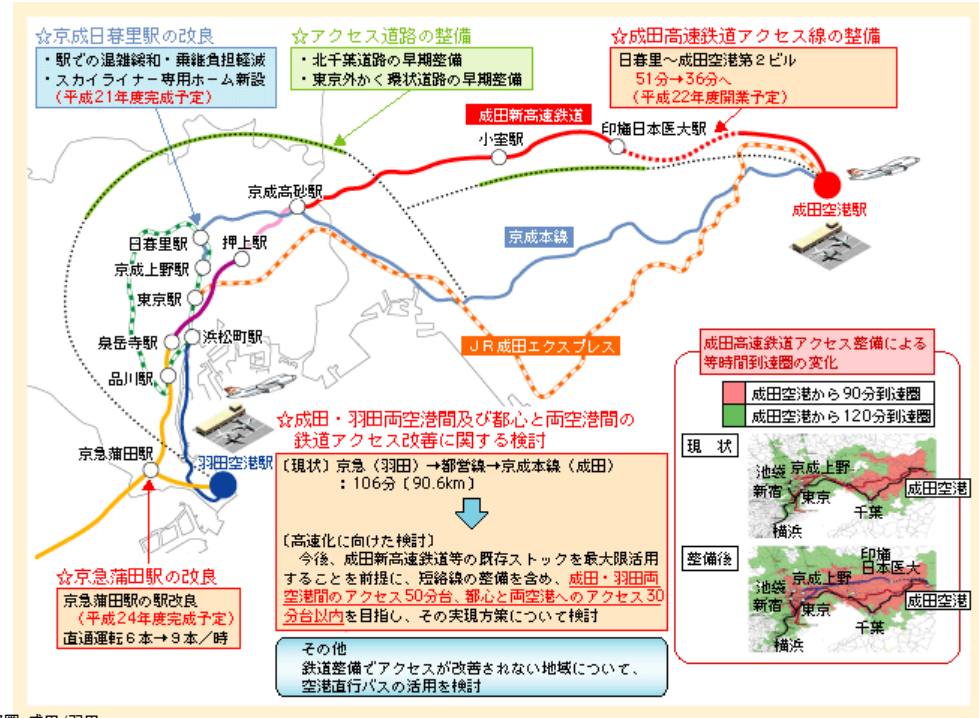 ☆京成日暮里駅の改良
・駅での混雑緩和・乗継負担軽減
・スカイライナー専用ホーム新設
(平成21年度完成予定)
☆アクセス道路の整備
・北千葉道路の早期整備
・東京外かく環状道路の早期整備
☆成田高速鉄道アクセス線の整備
日暮里～成田空港第2ビル
51分→36分へ
(平成22年度開業予定)
成田新高速鉄道
小室駅
印旛日本医大駅
京成高砂駅
成田空港駅
日暮里駅
押上駅
京成本線
京成上野駅
東京駅
泉岳寺駅
浜松町駅
JR成田エクスプレス
品川駅
京急蒲田駅
羽田空港駅
☆成田・羽田両空港間及び都心と両空港間の
鉄道アクセス改善に関する検討
〔現状〕京急(羽田)→都営線→京成本線(成田)
:106分〔90.6km〕
〔高速化に向けた検討〕
今後、成田新高速鉄道等の既存ストックを最大限活用
することを前提に、短絡線の整備を含め、成田・羽田両
空港間のアクセス50分台、都心と両空港へのアクセス30
分台以内を目指し、その実現方策について検討
☆京急蒲田駅の改良
京急蒲田駅の駅改良
(平成24年度完成予定)
直通運転6本→9本/時
その他
鉄道整備でアクセスが改善されない地域について、
空港直行バスの活用を検討
成田高速鉄道アクセス整備による
等時間到達圏の変化
成田空港から90分到達圏
成田空港から120分到達圏
現 状
池袋
京成上野
新宿
東京
成田空港
千葉
横浜
整備後
印旛
日本医大
池袋
京成上野
新宿
東京
成田空港
千葉
横浜